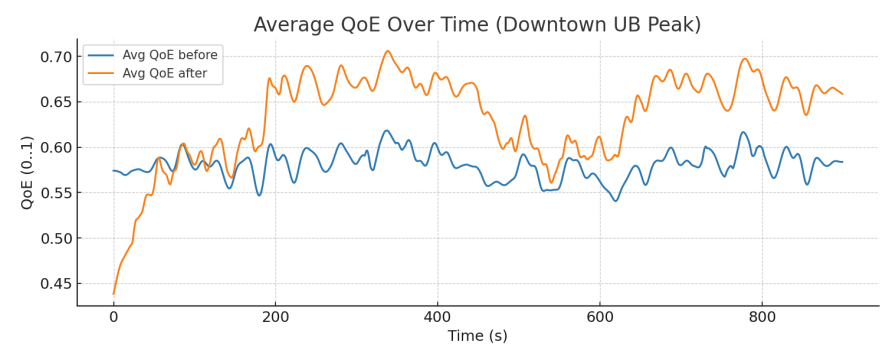 Average QoE Over Time (Downtown UB Peak)
Avg QoE before
Avg QoE after
QoE (0..1)
0.70
0.65
0.60
0.55
0.50
0.45
0
200
400
600
800
Time (s)